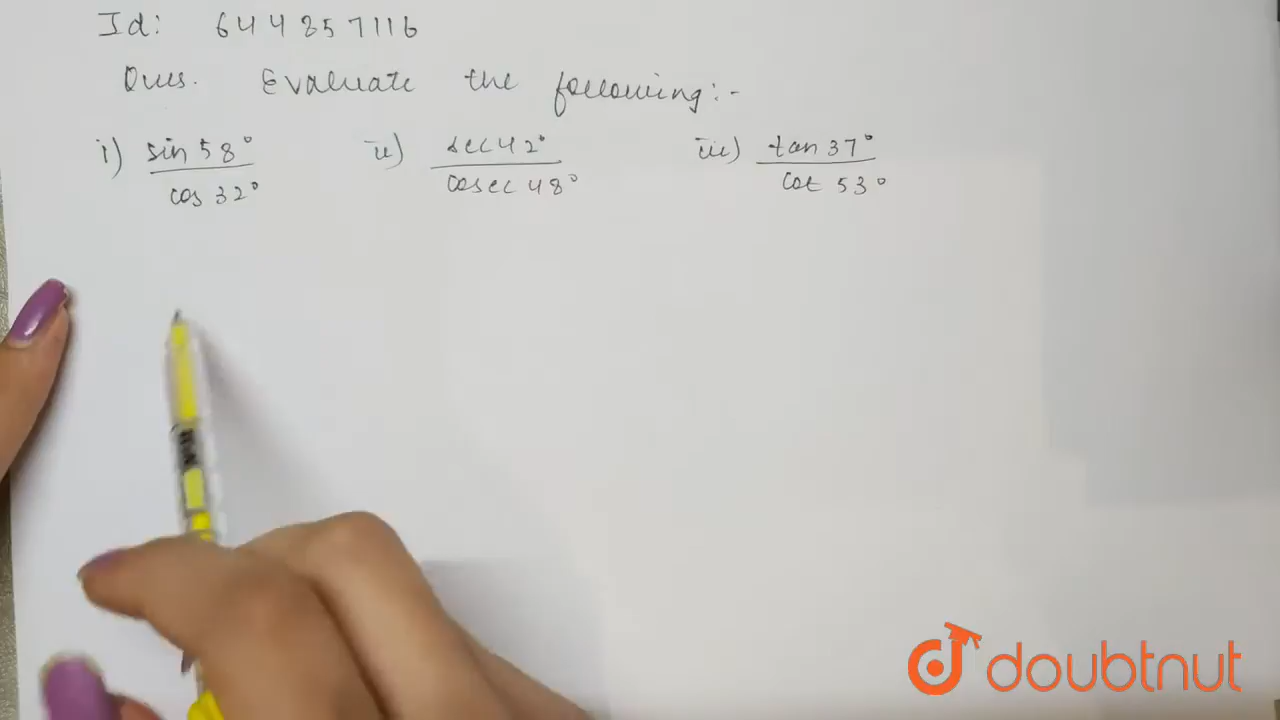 Id: 644857116
Ques. Evaluate the following:-
i) sin 58° / cos 32° ii) sec 42° / cosec 48° iii) tan 37° / cot 53°
doubtnut